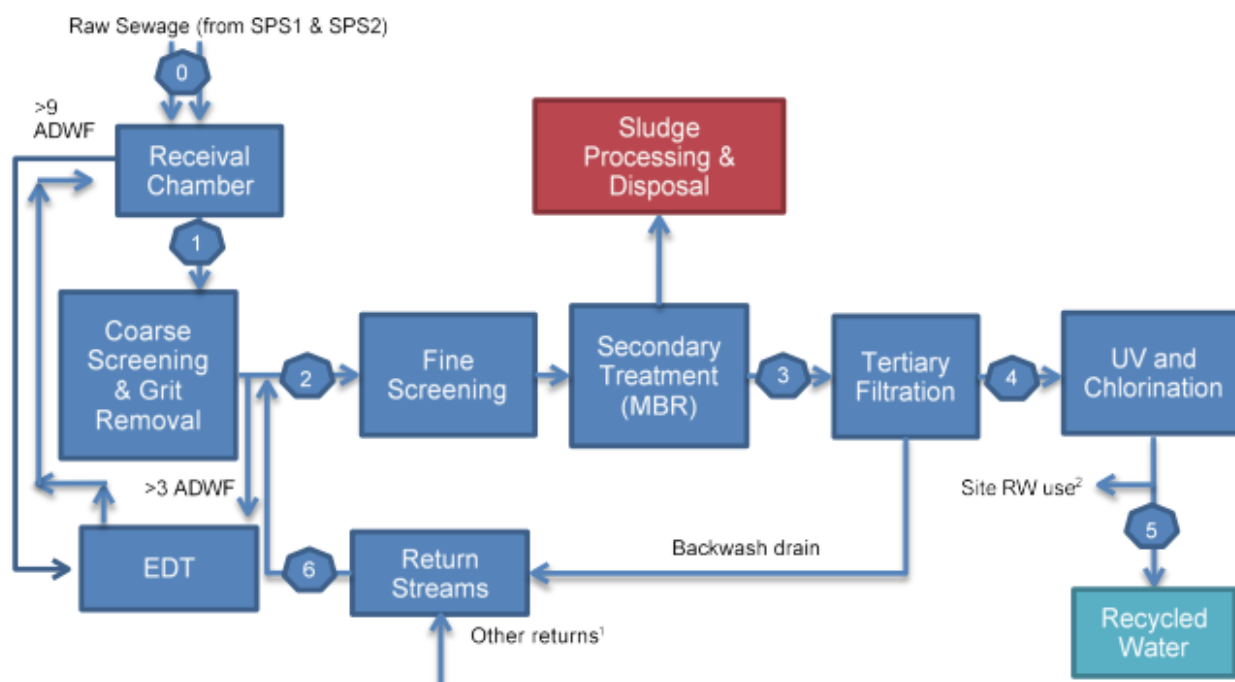 Raw Sewage (from SPS1 & SPS2)
0
>9
ADWF
Receival
Chamber
Sludge
Processing &
Disposal
1
Coarse
Screening
& Grit
Removal
2
Fine
Screening
Secondary
Treatment
(MBR)
3
Tertiary
Filtration
4
UV and
Chlorination
>3 ADWF
Site RW use²
5
EDT
6
Return
Streams
Backwash drain
Other returns¹
Recycled
Water